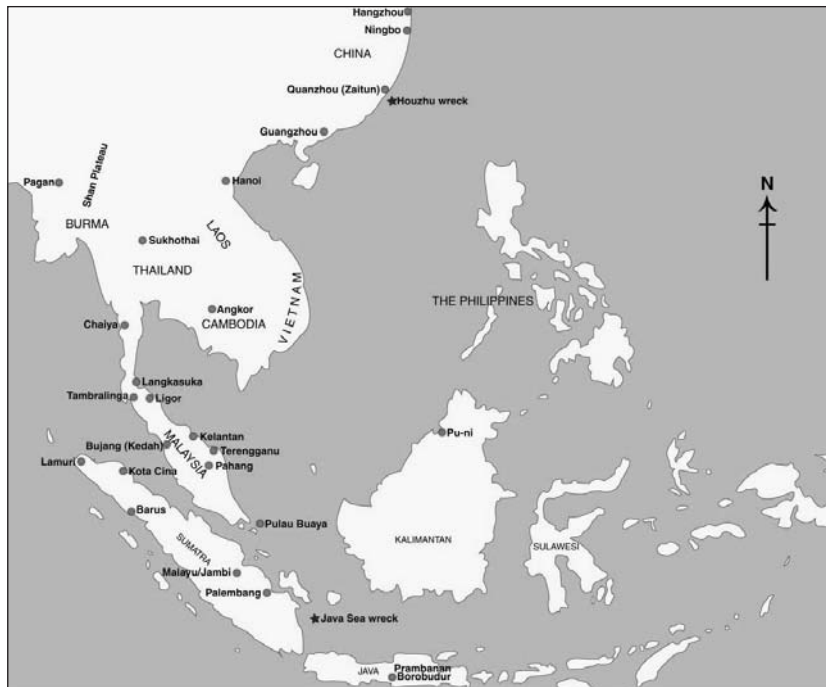 Hangzhou
Ningbo
CHINA
Quanzhou (Zaitun)
Houzhu wreck
Guangzhou
Shan Plateau
Pagan
Hanoi
N
BURMA
LAOS
Sukhothai
THAILAND
VIETNAM
THE PHILIPPINES
Angkor
CAMBODIA
Chaiya
Langkasuka
Tambralinga
Ligor
Kelantan
MALAYSIA
Bujang (Kedah)
Terengganu
Lamuri
Pahang
Kota Cina
Pu-ni
Barus
Pulau Buaya
SUMATRA
KALIMANTAN
SULAWESI
Malayu/Jambi
Palembang
Java Sea wreck
JAVA
Prambanan
Borobudur